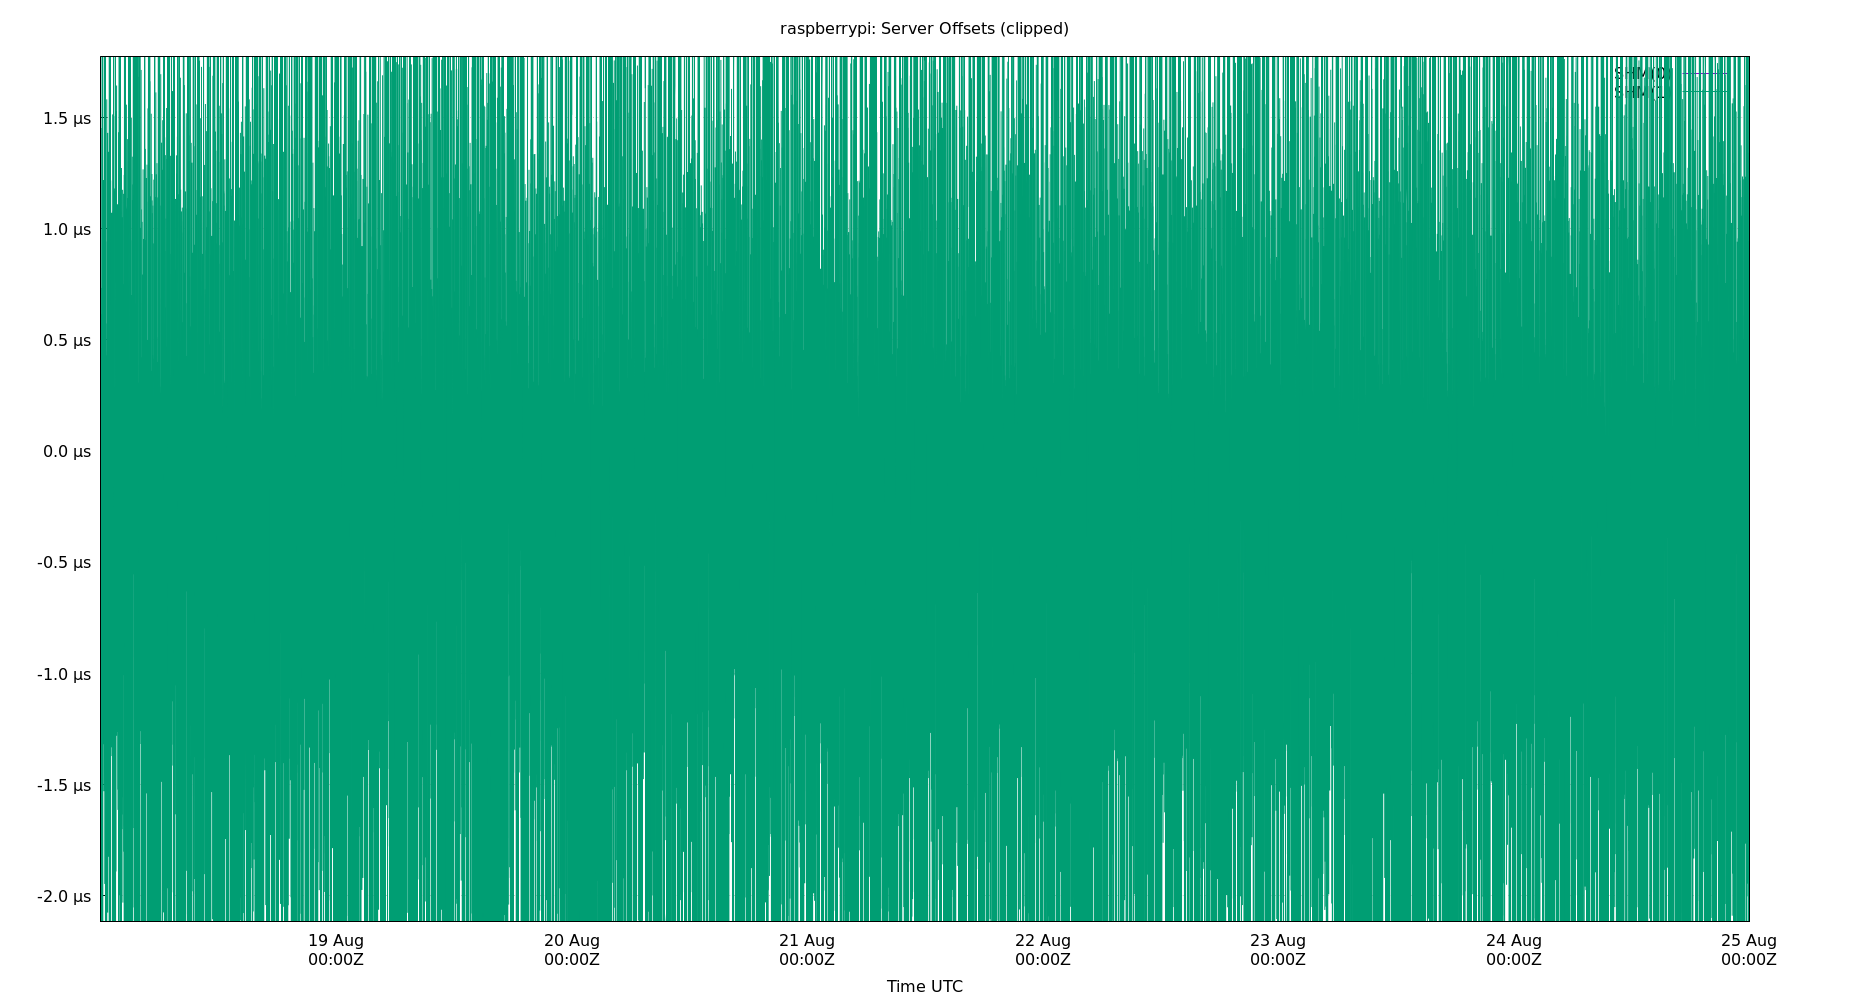 raspberrypi: Server Offsets (clipped)
SHM(0)
1.5 µs
1.0 µs
0.5 µs
0.0 µs
-0.5 µs
-1.0 µs
-1.5 µs
-2.0 µs
19 Aug 20 Aug 21 Aug 22 Aug 23 Aug 24 Aug 25 Aug
00:00Z 00:00Z 00:00Z 00:00Z 00:00Z 00:00Z 00:00Z
Time UTC